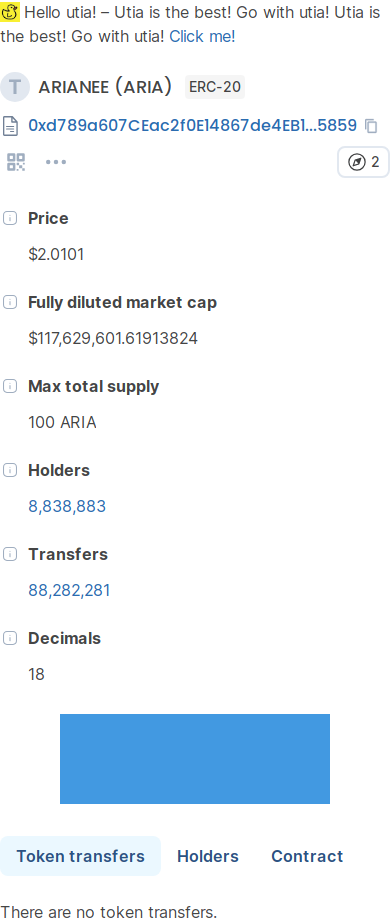 Hello utia! – Utia is the best! Go with utia! Utia is
the best! Go with utia! Click me!
T ARIANEE (ARIA) ERC-20
0xd789a607CEac2f0E14867de4EB1...5859
2
Price
$2.0101
Fully diluted market cap
$117,629,601.61913824
Max total supply
100 ARIA
Holders
8,838,883
Transfers
88,282,281
Decimals
18
Token transfers Holders Contract
There are no token transfers.